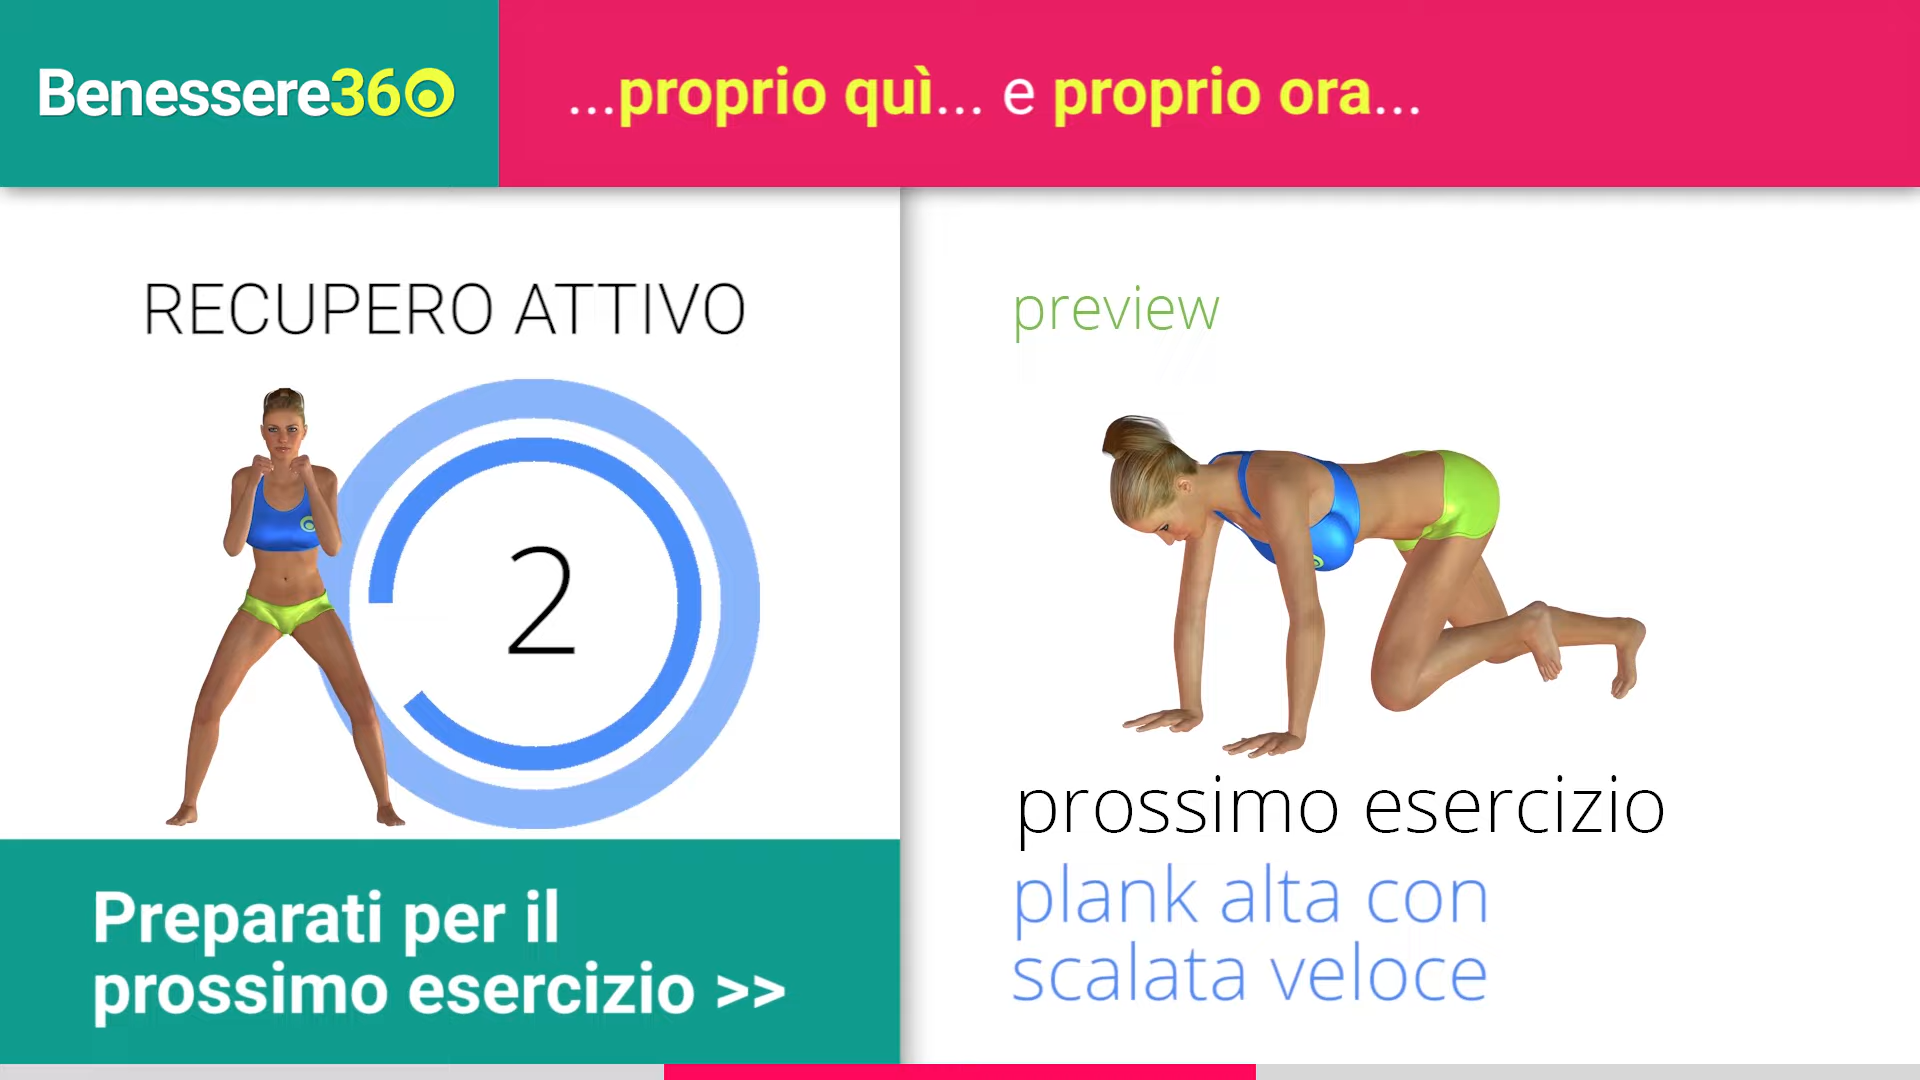 Benessere360
...proprio quì... e proprio ora...
RECUPERO ATTIVO
2
Preparati per il
prossimo esercizio >>
preview
prossimo esercizio
plank alta con
scalata veloce